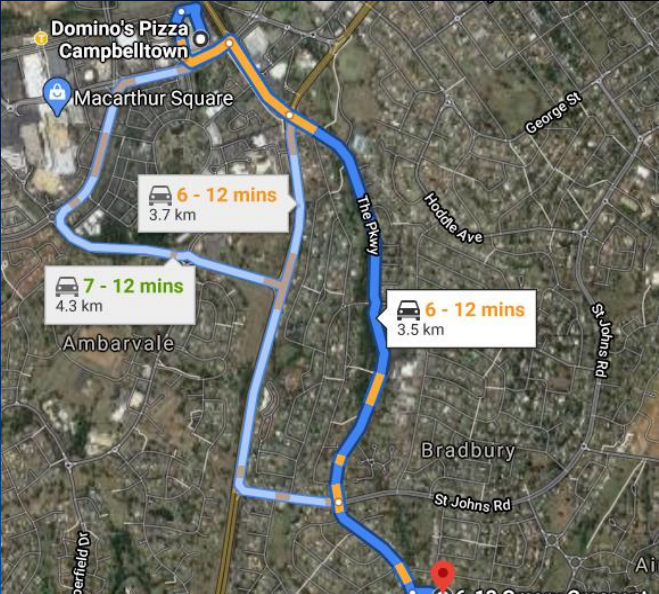 Domino's Pizza
Campbelltown
Macarthur Square
George St
6 - 12 mins
3.7 km
The Pkwy
Hoddle Ave
7 - 12 mins
4.3 km
6 - 12 mins
3.5 km
St Johns Rd
Ambarvale
Bradbury
St Johns Rd